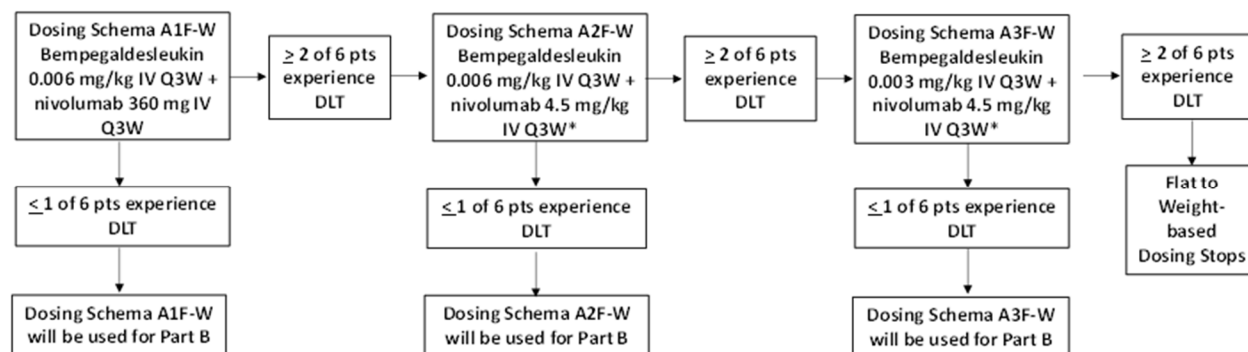 Dosing Schema A1F-W
Bempegaldesleukin
0.006 mg/kg IV Q3W +
nivolumab 360 mg IV
Q3W
≥ 2 of 6 pts
experience
DLT
Dosing Schema A2F-W
Bempegaldesleukin
0.006 mg/kg IV Q3W +
nivolumab 4.5 mg/kg
IV Q3W*
≥ 2 of 6 pts
experience
DLT
Dosing Schema A3F-W
Bempegaldesleukin
0.003 mg/kg IV Q3W +
nivolumab 4.5 mg/kg
IV Q3W*
≥ 2 of 6 pts
experience
DLT
≤ 1 of 6 pts experience
DLT
≤ 1 of 6 pts experience
DLT
≤ 1 of 6 pts experience
DLT
Flat to
Weight-
based
Dosing Stops
Dosing Schema A1F-W
will be used for Part B
Dosing Schema A2F-W
will be used for Part B
Dosing Schema A3F-W
will be used for Part B